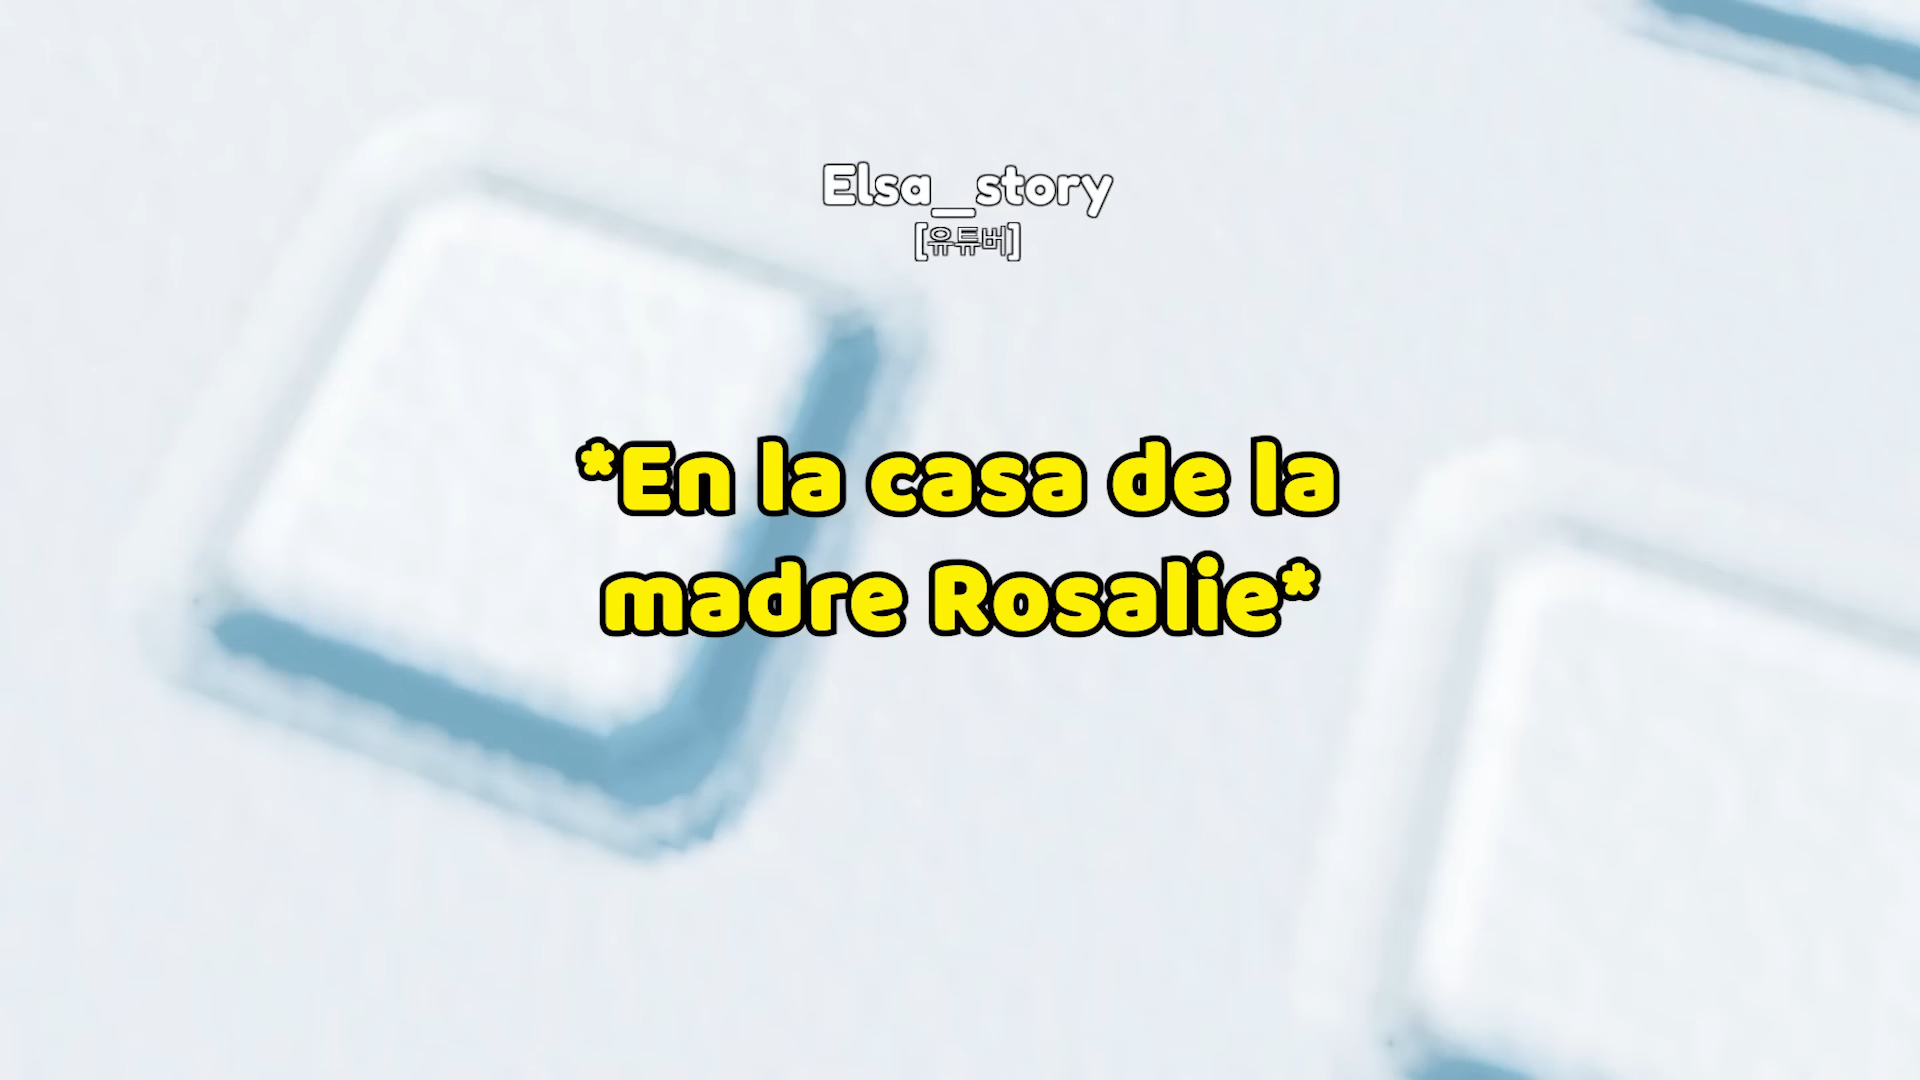 Elsa_story
[유튜버]
*En la casa de la
madre Rosalie*